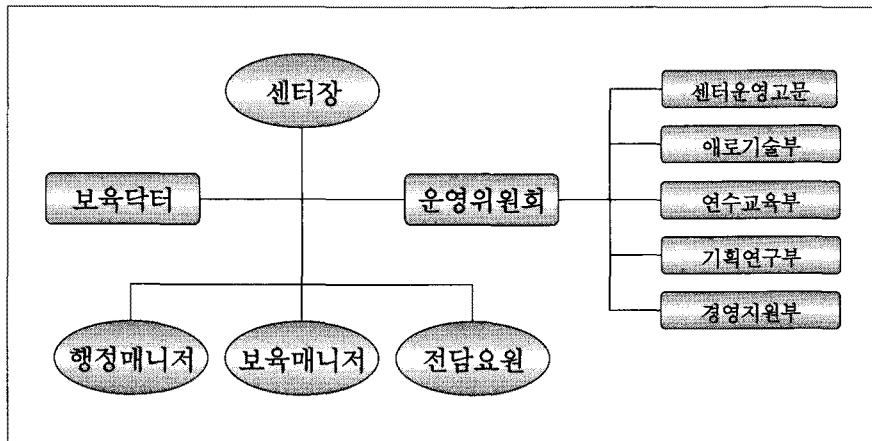 센터장
보육닥터
운영위원회
센터운영고문
애로기술부
연수교육부
기획연구부
경영지원부
행정매니저
보육매니저
전담요원